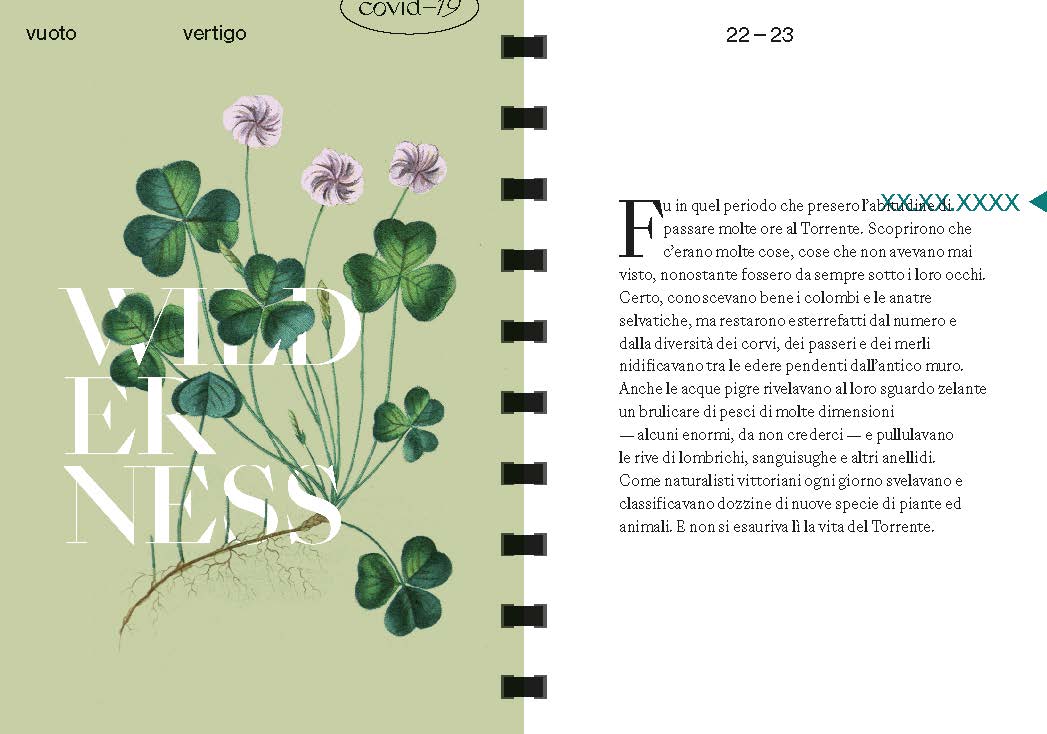 vuoto
vertigo
covid–19
22 – 23
WILD
ER
NESS
XX.XX.XXXX
Fu in quel periodo che presero l’abitudine di
passare molte ore al Torrente. Scoprirono che
c’erano molte cose, cose che non avevano mai
visto, nonostante fossero da sempre sotto i loro occhi.
Certo, conoscevano bene i colombi e le anatre
selvatiche, ma restarono esterrefatti dal numero e
dalla diversità dei corvi, dei passeri e dei merli
nidificavano tra le edere pendenti dall’antico muro.
Anche le acque pigre rivelavano al loro sguardo zelante
un brulicare di pesci di molte dimensioni
— alcuni enormi, da non crederci — e pullulavano
le rive di lombrichi, sanguisughe e altri anellidi.
Come naturalisti vittoriani ogni giorno svelavano e
classificavano dozzine di nuove specie di piante ed
animali. E non si esauriva lì la vita del Torrente.